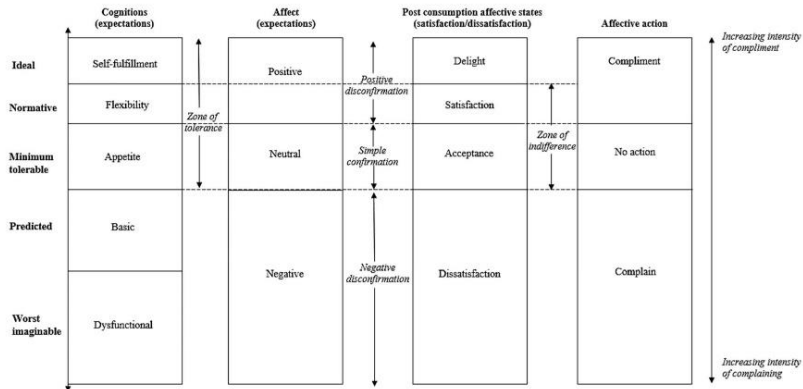 Cognitions
(expectations)
Affect
(expectations)
Post consumption affective states
(satisfaction/dissatisfaction)
Affective action
Increasing intensity
of compliment
Ideal
Self-fulfillment
Positive
Positive
disconfirmation
Delight
Compliment
Normative
Flexibility
Zone of
tolerance
Satisfaction
Zone of
indifference
Minimum
tolerable
Appetite
Neutral
Simple
confirmation
Acceptance
No action
Predicted
Basic
Negative
Negative
disconfirmation
Dissatisfaction
Complain
Worst
imaginable
Dysfunctional
Increasing intensity
of complaining